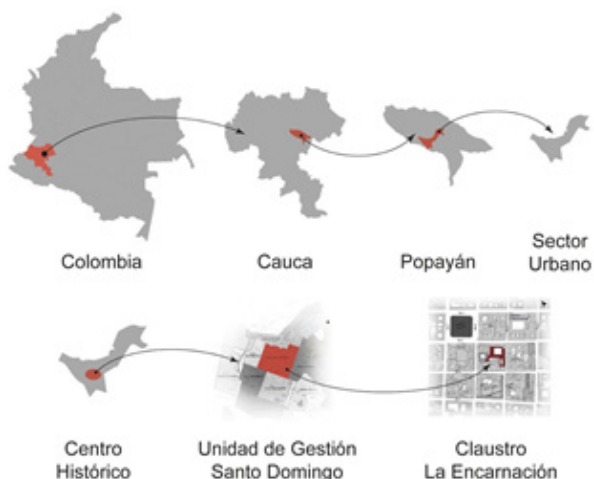 Colombia
Cauca
Popayán
Sector
Urbano
Centro
Histórico
Unidad de Gestión
Santo Domingo
Claustro
La Encarnación